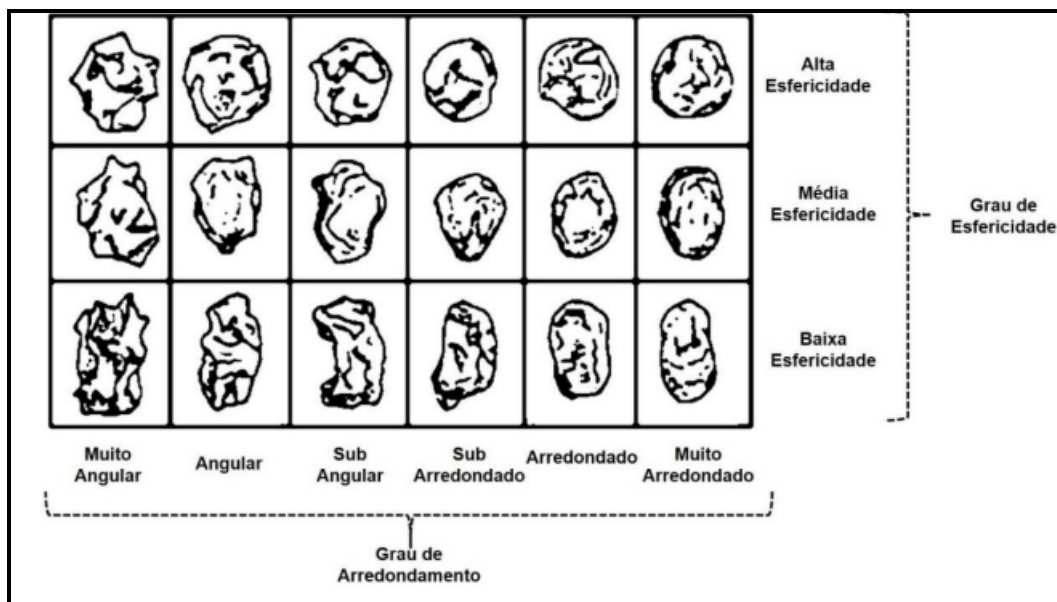 Alta
Esfericidade
Média
Esfericidade
Grau de
Esfericidade
Baixa
Esfericidade
Muito
Angular
Angular
Sub
Angular
Sub
Arredondado
Arredondado
Muito
Arredondado
Grau de
Arredondamento